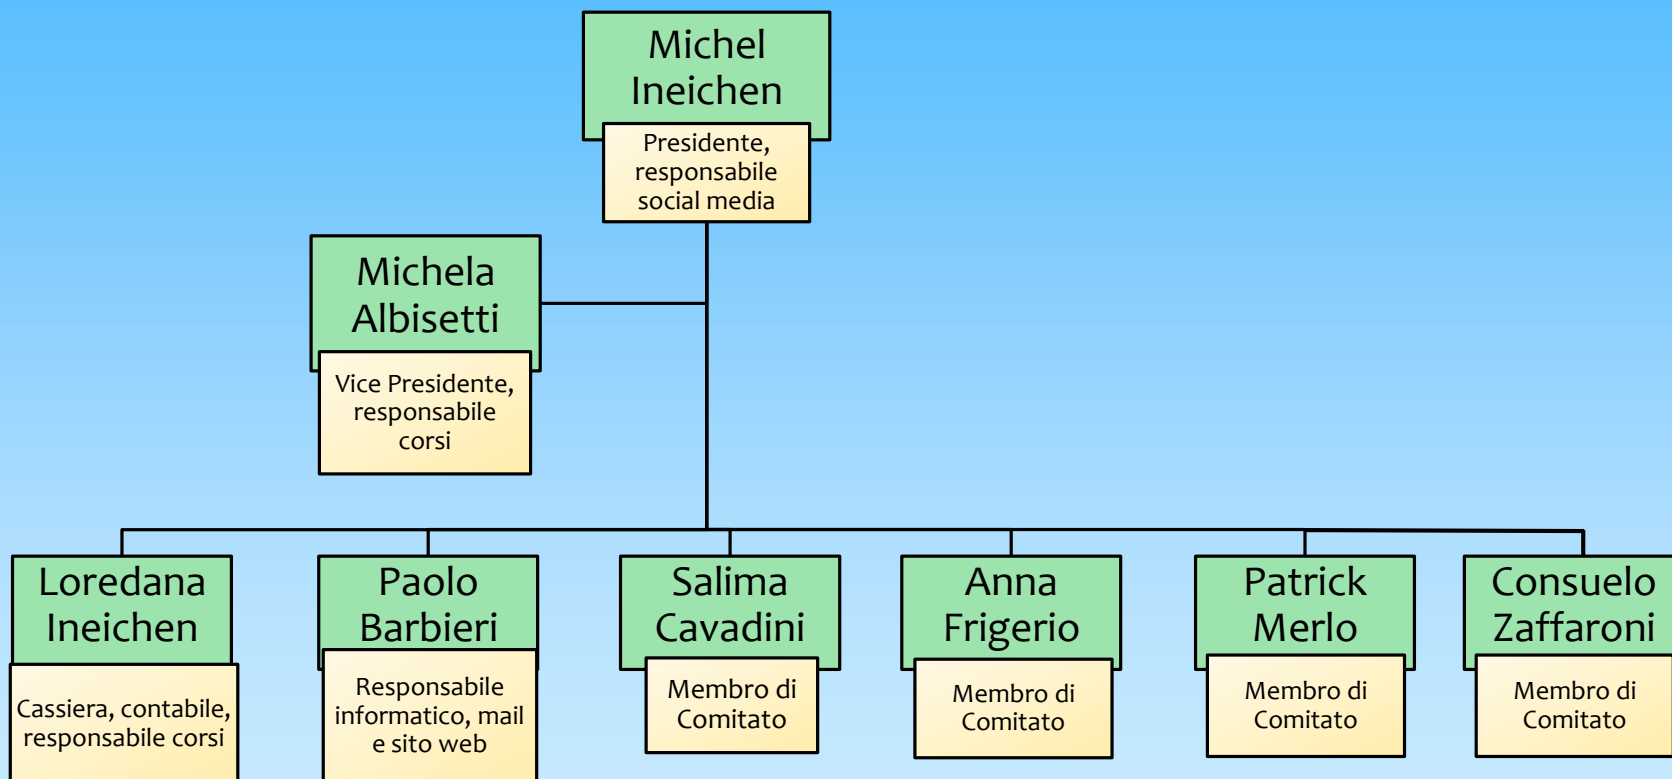 Michel
Ineichen
Presidente,
responsabile
social media
Michela
Albisetti
Vice Presidente,
responsabile
corsi
Loredana
Ineichen
Cassiera, contabile,
responsabile corsi
Paolo
Barbieri
Responsabile
informatico, mail
e sito web
Salima
Cavadini
Membro di
Comitato
Anna
Frigerio
Membro di
Comitato
Patrick
Merlo
Membro di
Comitato
Consuelo
Zaffaroni
Membro di
Comitato